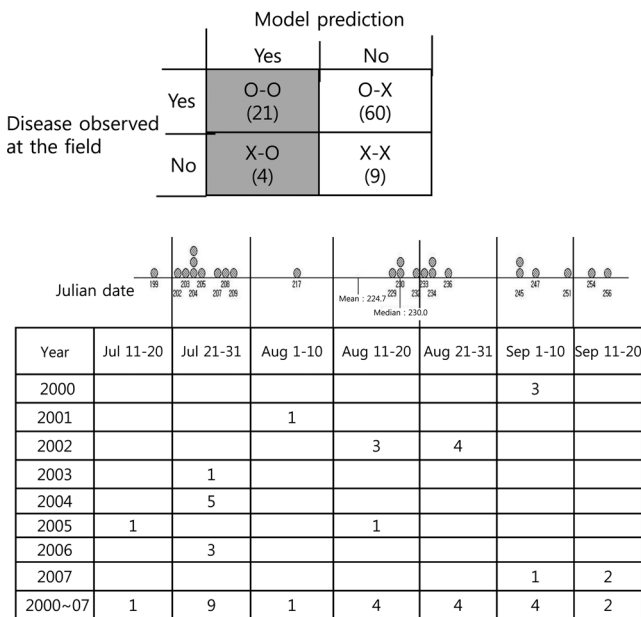 Model prediction
Yes No
Disease observed at the field
Yes O-O (21) O-X (60)
No X-O (4) X-X (9)
Julian date
199 202 203 204 205 207 208 209 217 229 230 232 233 234 236 245 247 251 254 256
Mean : 224.7
Median : 230.0
Year Jul 11-20 Jul 21-31 Aug 1-10 Aug 11-20 Aug 21-31 Sep 1-10 Sep 11-20
2000 3
2001 1
2002 3 4
2003 1
2004 5
2005 1 1
2006 3
2007 1 2
2000~07 1 9 1 4 4 4 2